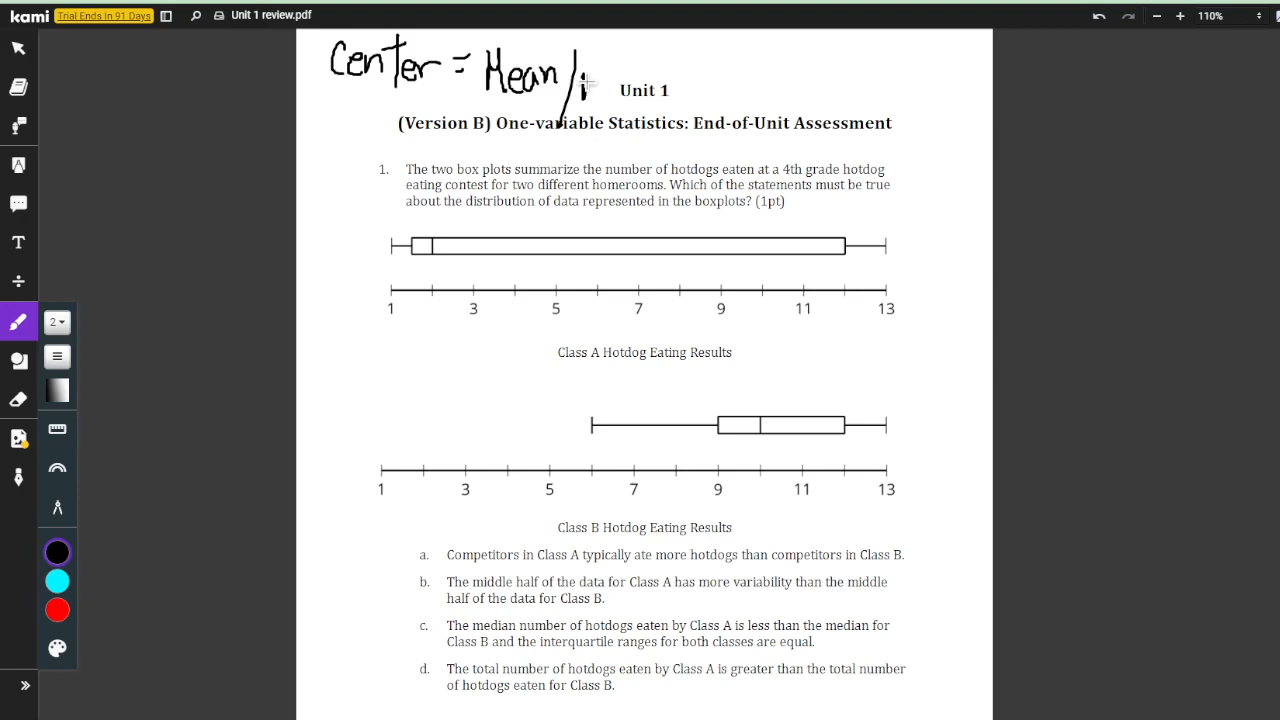 kami Trial Ends In 91 Days Unit 1 review.pdf 110%
Center = Mean/
Unit 1
(Version B) One-variable Statistics: End-of-Unit Assessment
1. The two box plots summarize the number of hotdogs eaten at a 4th grade hotdog
eating contest for two different homerooms. Which of the statements must be true
about the distribution of data represented in the boxplots? (1pt)
1 3 5 7 9 11 13
Class A Hotdog Eating Results
1 3 5 7 9 11 13
Class B Hotdog Eating Results
a. Competitors in Class A typically ate more hotdogs than competitors in Class B.
b. The middle half of the data for Class A has more variability than the middle
half of the data for Class B.
c. The median number of hotdogs eaten by Class A is less than the median for
Class B and the interquartile ranges for both classes are equal.
d. The total number of hotdogs eaten by Class A is greater than the total number
of hotdogs eaten for Class B.
T
2